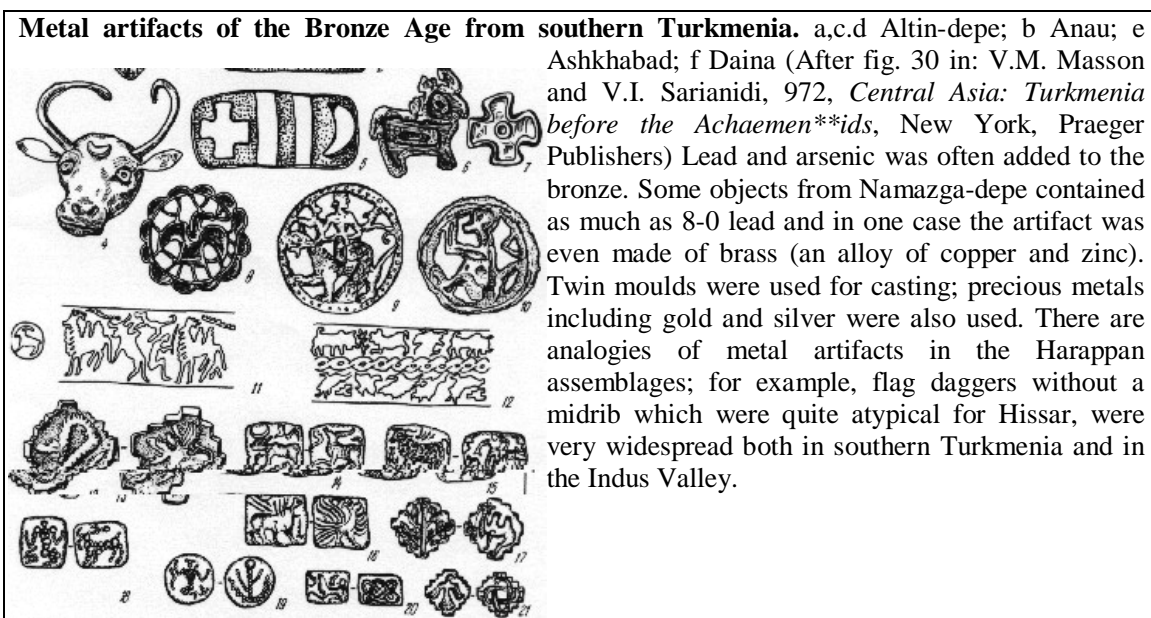 Metal artifacts of the Bronze Age from southern Turkmenia. a,c.d Altin-depe; b Anau; e
Ashkhabad; f Daina (After fig. 30 in: V.M. Masson
and V.I. Sarianidi, 972, Central Asia: Turkmenia
before the Achaemen**ids, New York, Praeger
Publishers) Lead and arsenic was often added to the
bronze. Some objects from Namazga-depe contained
as much as 8-0 lead and in one case the artifact was
even made of brass (an alloy of copper and zinc).
Twin moulds were used for casting; precious metals
including gold and silver were also used. There are
analogies of metal artifacts in the Harappan
assemblages; for example, flag daggers without a
midrib which were quite atypical for Hissar, were
very widespread both in southern Turkmenia and in
the Indus Valley.
4 5 6 7
8 9 10
11 12
13 14 15
16 17
18 19 20 21